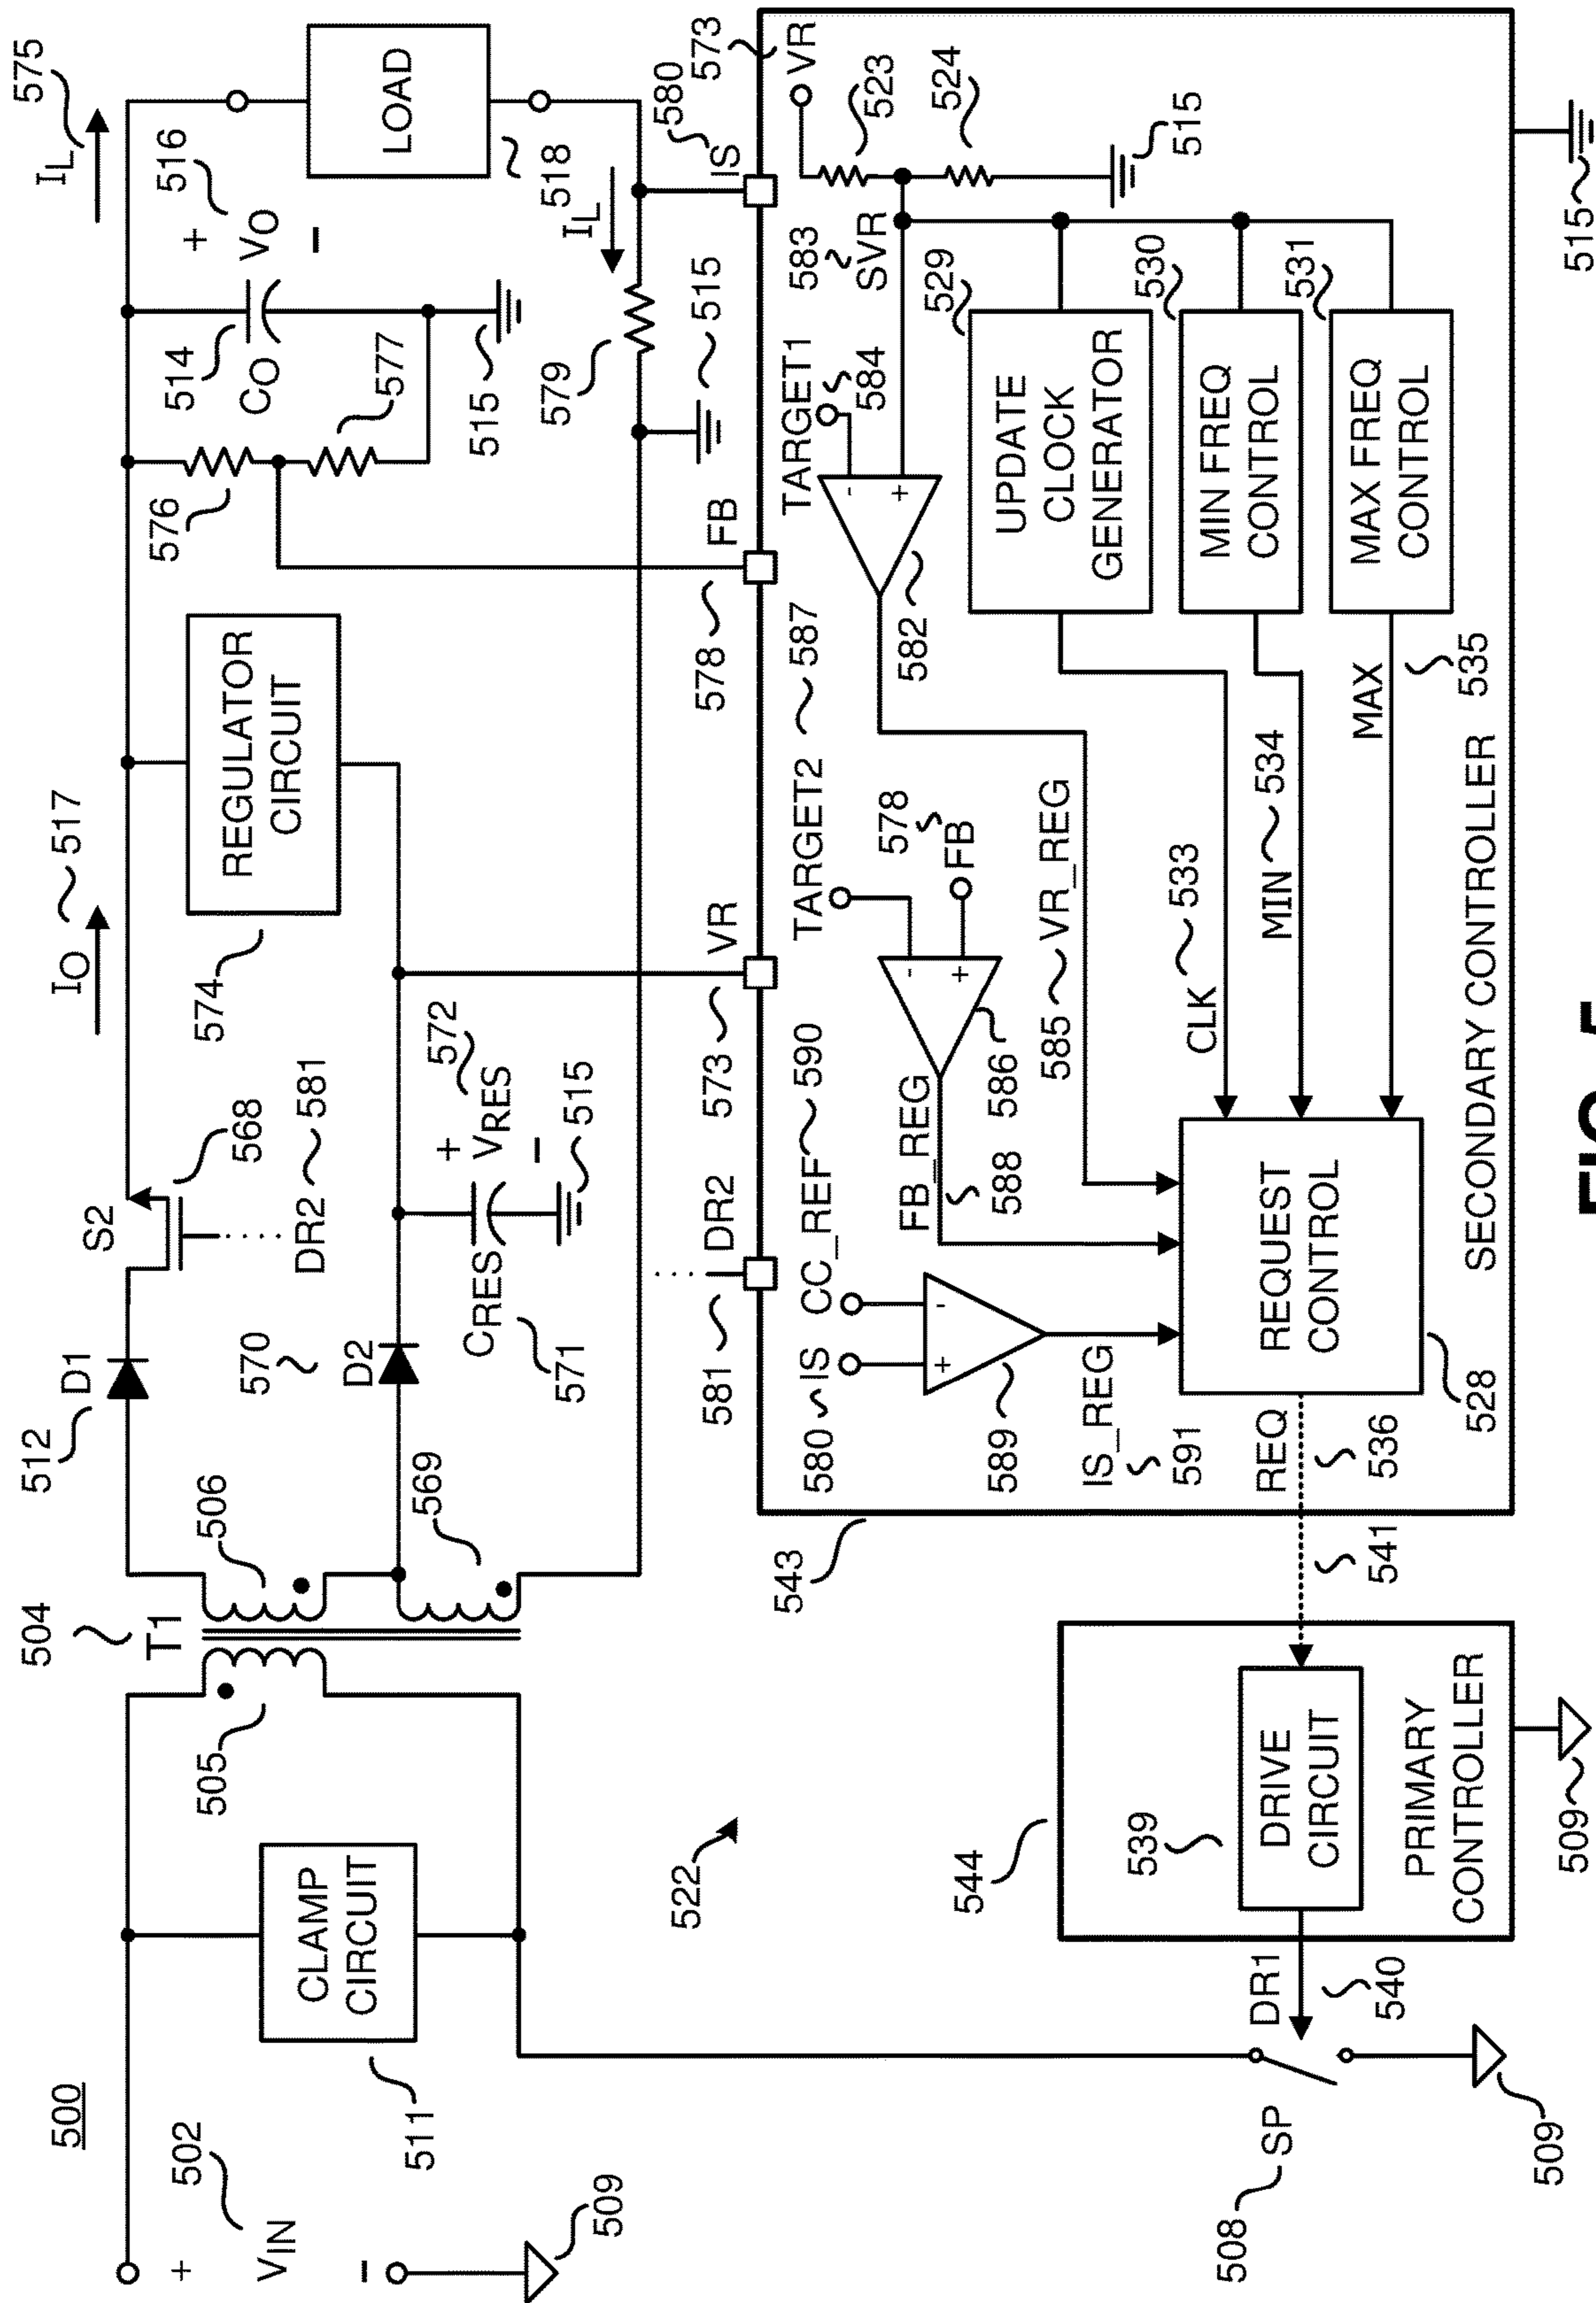 500
502
+
VIN
−
509
CLAMP
CIRCUIT
511
504
T1
505
506
569
512
D1
S2
568
DR2
581
570
D2
CRES
571
+
VRES
−
572
515
IO
517
REGULATOR
CIRCUIT
574
576
577
514
CO
515
+
VO
−
516
IL
575
LOAD
518
IL
579
515
522
508
SP
509
DR1
540
544
539
DRIVE
CIRCUIT
PRIMARY
CONTROLLER
509
541
543
581
DR2
573
VR
578
FB
IS
580
580
IS
CC_REF
590
589
IS_REG
591
REQ
536
REQUEST
CONTROL
528
FB_REG
588
586
TARGET2
587
578
FB
585
VR_REG
582
TARGET1
584
583
SVR
573
VR
523
524
515
529
UPDATE
CLOCK
GENERATOR
530
MIN FREQ
CONTROL
531
MAX FREQ
CONTROL
CLK
533
MIN
534
MAX
535
SECONDARY CONTROLLER
515
- + - + - +